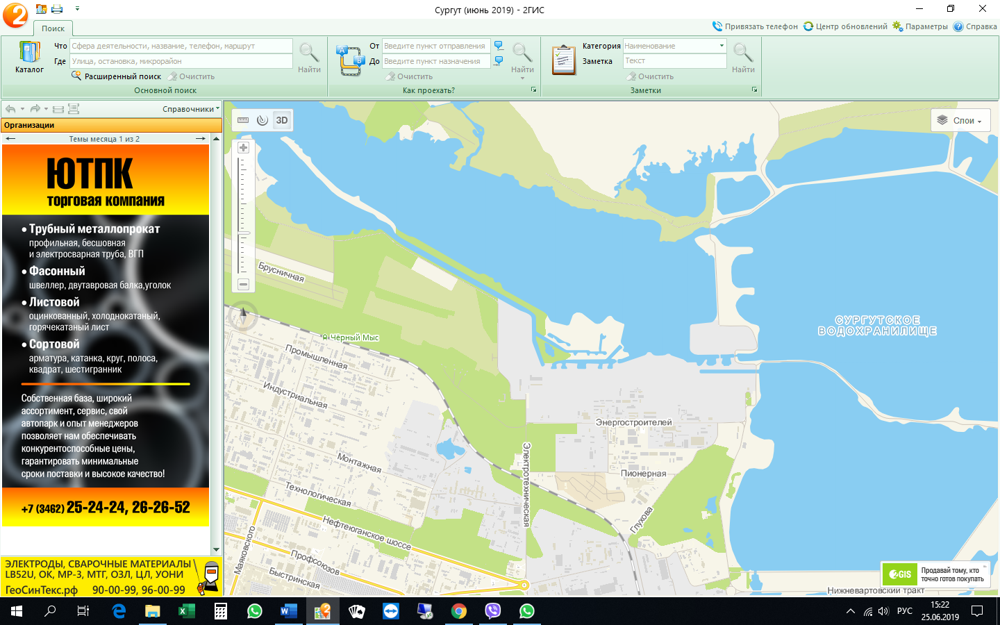 Сургут (июнь 2019) - 2ГИС
Поиск
Привязать телефон
Центр обновлений
Параметры
Справка
Каталог
Что
Сфера деятельности, название, телефон, маршрут
Где
Улица, остановка, микрорайон
Расширенный поиск
Очистить
Найти
Основной поиск
От
Введите пункт отправления
До
Введите пункт назначения
Очистить
Найти
Как проехать?
Категория
Наименование
Заметка
Текст
Очистить
Найти
Заметки
Справочники
Организации
Темы месяца 1 из 2
ЮТПК
торговая компания
• Трубный металлопрокат
профильная, бесшовная
и электросварная труба, ВГП
• Фасонный
швеллер, двутавровая балка,уголок
• Листовой
оцинкованный, холоднокатаный,
горячекатаный лист
• Сортовой
арматура, катанка, круг, полоса,
квадрат, шестигранник
Собственная база, широкий
ассортимент, сервис, свой
автопарк и опыт менеджеров
позволяет нам обеспечивать
конкурентоспособные цены,
гарантировать минимальные
сроки поставки и высокое качество!
+7 (3462) 25-24-24, 26-26-52
ЭЛЕКТРОДЫ, СВАРОЧНЫЕ МАТЕРИАЛЫ
LB52U, ОК, МР-3, МТГ, ОЗЛ, ЦЛ, УОНИ
ГеоСинТекс.рф 90-00-99, 96-00-99
3D
Слои
Брусничная
Чёрный Мыс
Промышленная
Индустриальная
СУРГУТСКОЕ
ВОДОХРАНИЛИЩЕ
Энергостроителей
Монтажная
Электротехническая
Пионерная
Технологическая
Глухова
Нефтеюганское шоссе
Маяковского
Профсоюзов
Быстринская
2GIS
Продавай тому, кто
точно готов покупать
Нижневартовский тракт
РУС
15:22
25.06.2019